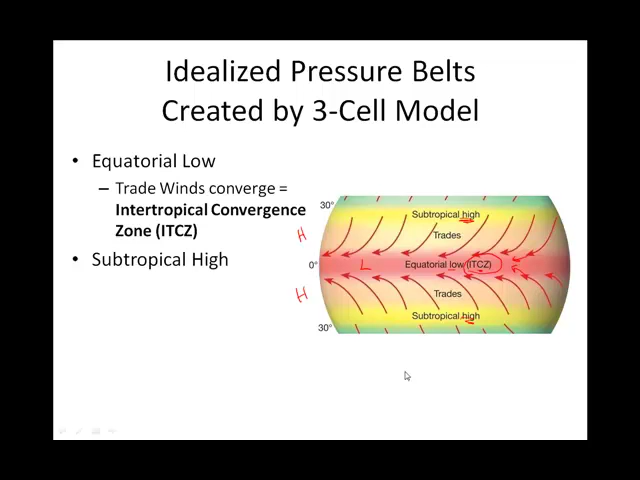 Idealized Pressure Belts
Created by 3-Cell Model
• Equatorial Low
– Trade Winds converge =
Intertropical Convergence
Zone (ITCZ)
• Subtropical High
30°
Subtropical high
H
Trades
0°
L
Equatorial low (ITCZ)
H
Trades
Subtropical high
30°